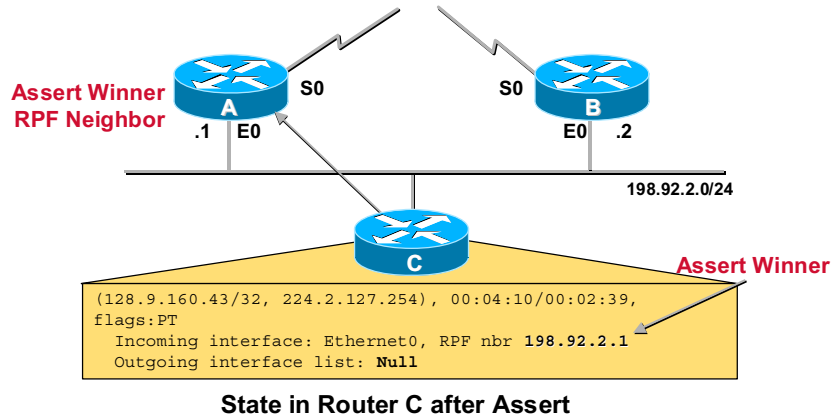 S0
S0
Assert Winner
RPF Neighbor
A
B
.1 E0
E0 .2
198.92.2.0/24
C
Assert Winner
(128.9.160.43/32, 224.2.127.254), 00:04:10/00:02:39,
flags:PT
Incoming interface: Ethernet0, RPF nbr 198.92.2.1
Outgoing interface list: Null
State in Router C after Assert